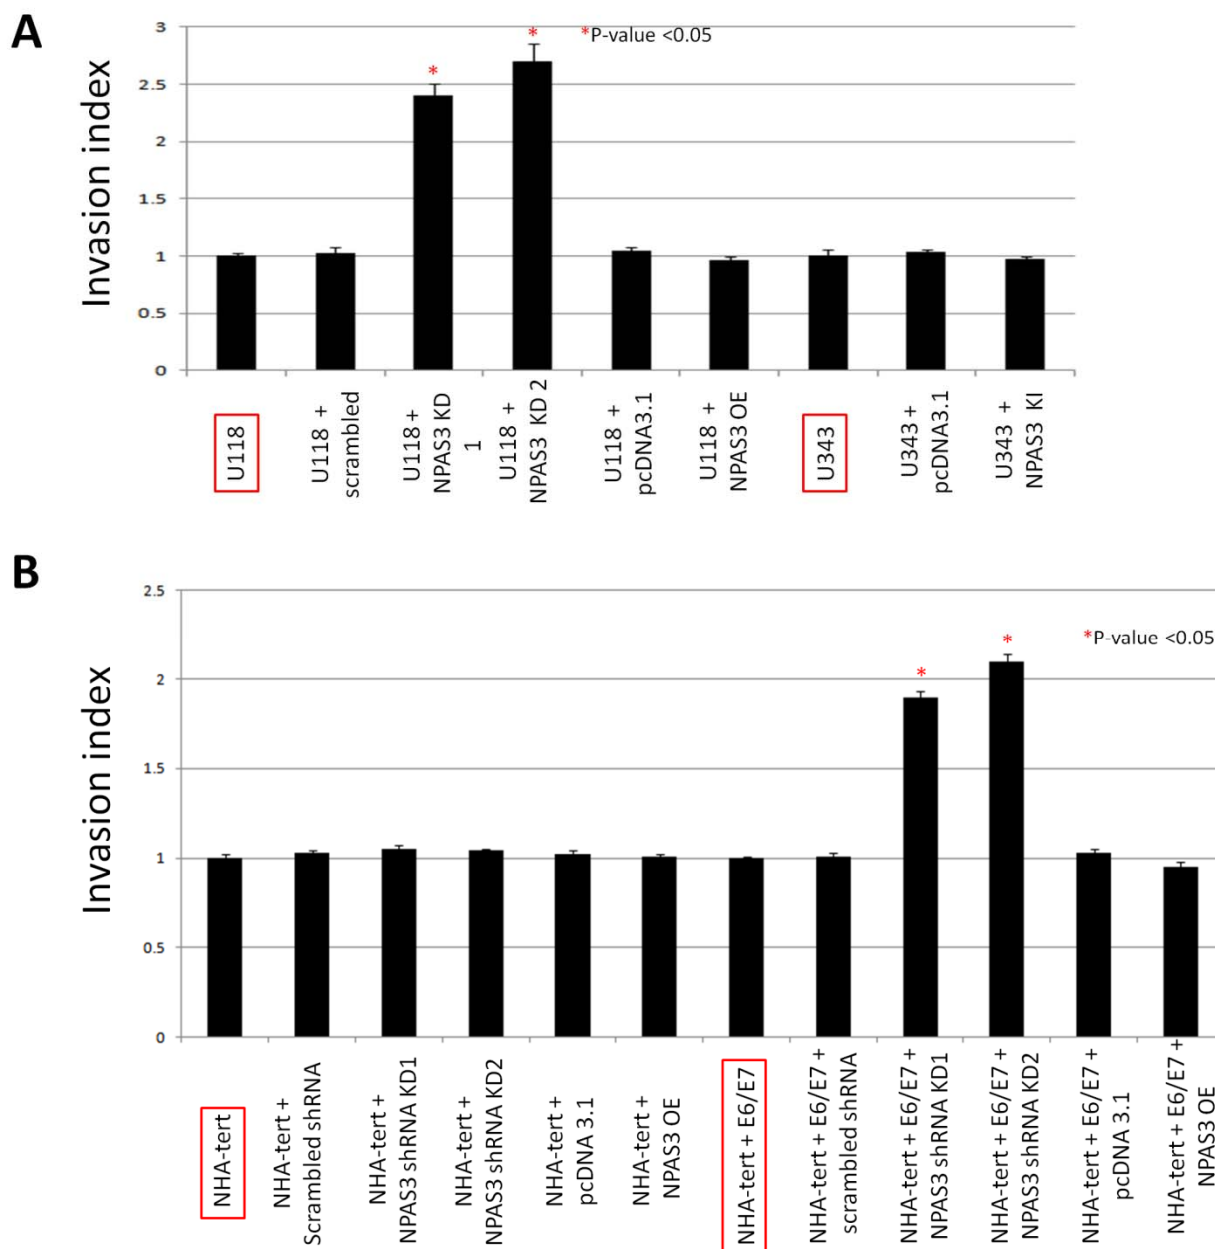 A
Invasion index
3
2.5
2
1.5
1
0.5
0
*P-value <0.05
*
*
U118
U118 +
scrambled
U118 +
NPAS3 KD
1
U118 +
NPAS3 KD 2
U118 +
pcDNA3.1
U118 +
NPAS3 OE
U343
U343 +
pcDNA3.1
U343 +
NPAS3 KI
B
Invasion index
2.5
2
1.5
1
0.5
0
*P-value <0.05
*
*
NHA-tert
NHA-tert +
Scrambled shRNA
NHA-tert +
NPAS3 shRNA KD1
NHA-tert +
NPAS3 shRNA KD2
NHA-tert +
pcDNA 3.1
NHA-tert +
NPAS3 OE
NHA-tert + E6/E7
NHA-tert + E6/E7 +
scrambled shRNA
NHA-tert + E6/E7 +
NPAS3 shRNA KD1
NHA-tert + E6/E7 +
NPAS3 shRNA KD2
NHA-tert + E6/E7 +
pcDNA 3.1
NHA-tert + E6/E7 +
NPAS3 OE